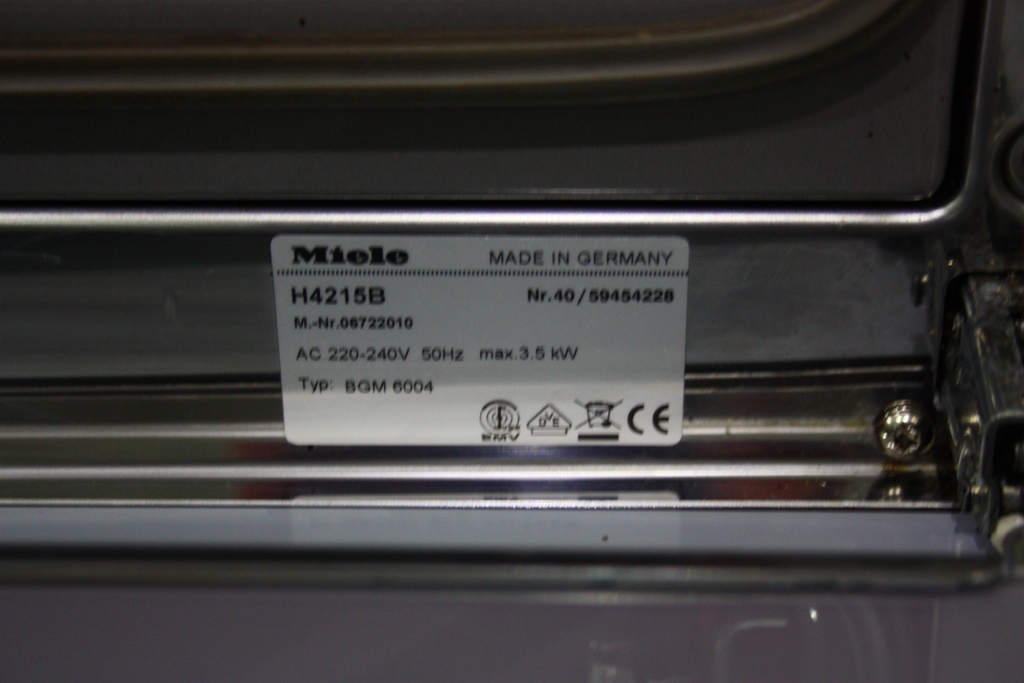 Miele MADE IN GERMANY
H4215B Nr.40/59454228
M.-Nr.06722010
AC 220-240V 50Hz max.3.5 kW
Typ: BGM 6004
DVE CE
EMV